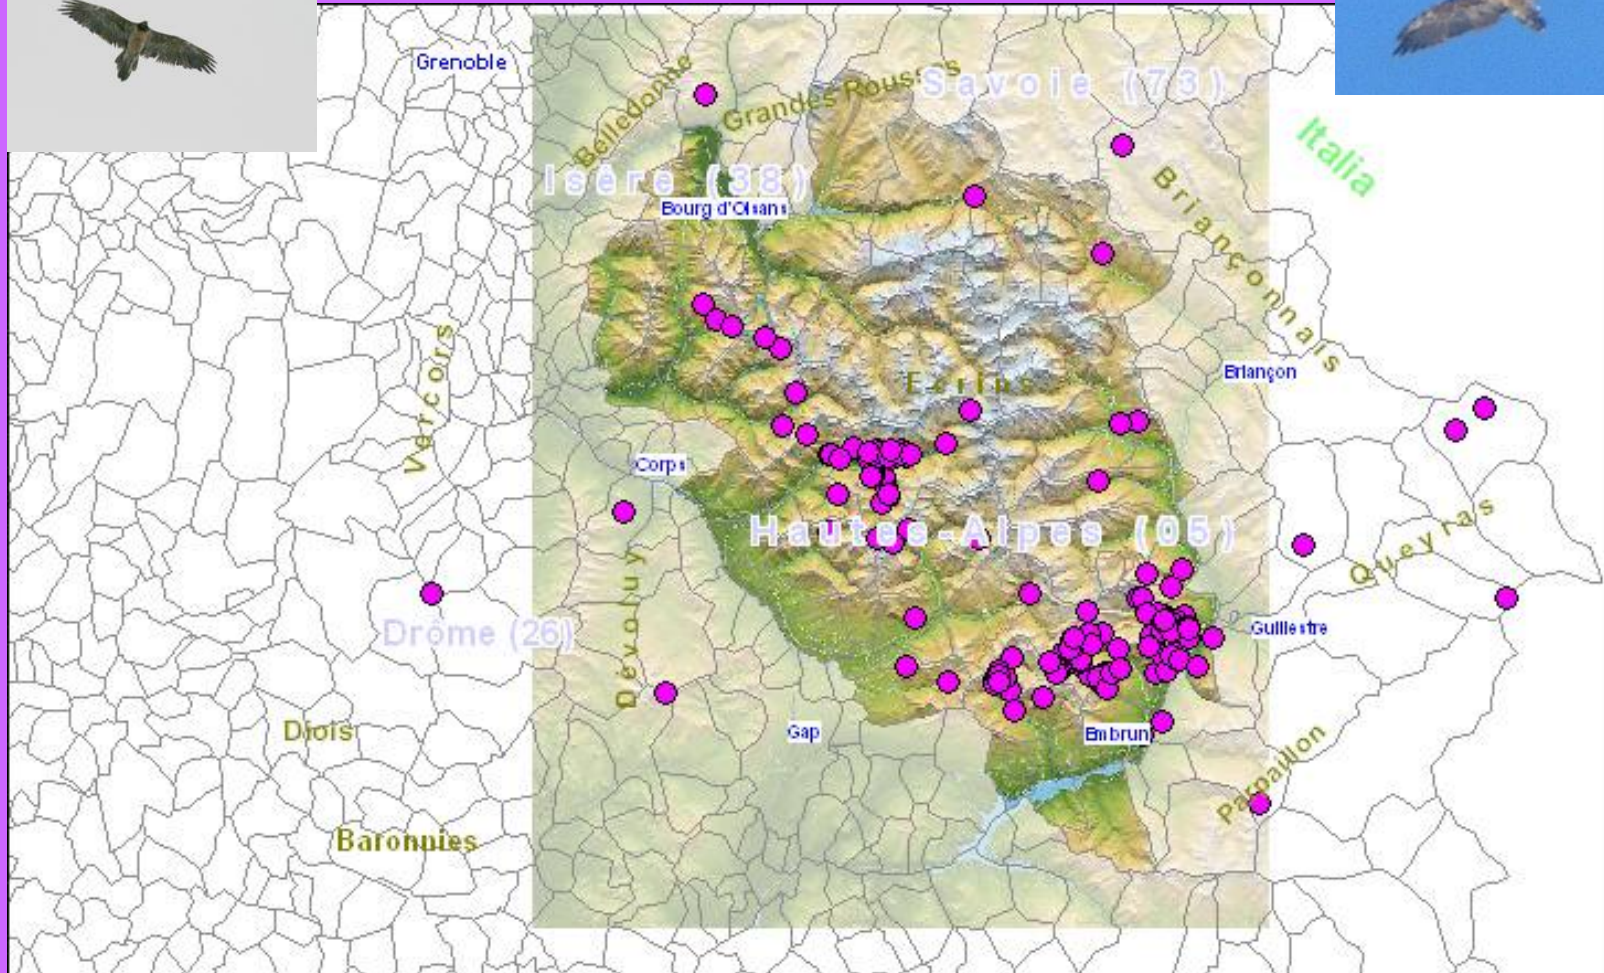 Grenoble
Belledonne
Grandes Rousses
Savoie (73)
Italia
Isère (38)
Bourg d'Oisans
Briançonnais
Vercors
Briançon
Ecrins
Corps
Hautes-Alpes (05)
Queyras
Dévoluy
Drôme (26)
Guillestre
Diois
Gap
Embrun
Parpaillon
Baronnies